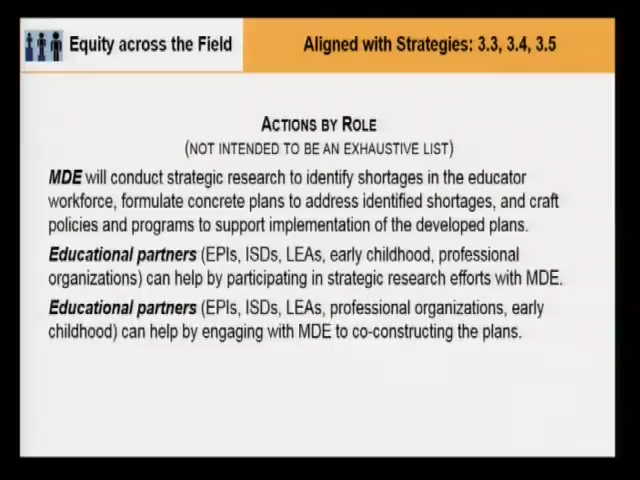 Equity across the Field
Aligned with Strategies: 3.3, 3.4, 3.5
ACTIONS BY ROLE
(NOT INTENDED TO BE AN EXHAUSTIVE LIST)
MDE will conduct strategic research to identify shortages in the educator
workforce, formulate concrete plans to address identified shortages, and craft
policies and programs to support implementation of the developed plans.
Educational partners (EPIs, ISDs, LEAs, early childhood, professional
organizations) can help by participating in strategic research efforts with MDE.
Educational partners (EPIs, ISDs, LEAs, professional organizations, early
childhood) can help by engaging with MDE to co-constructing the plans.